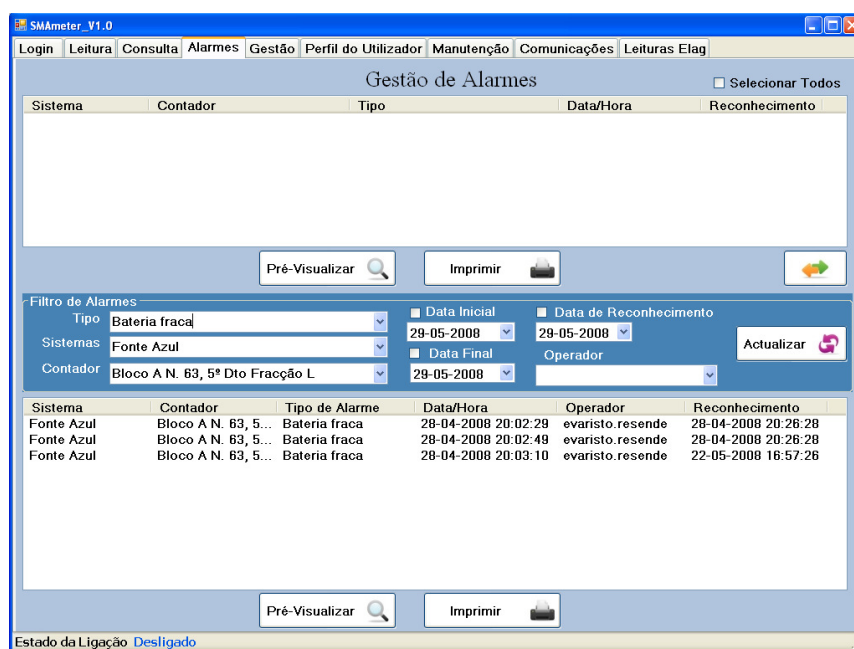 SMAmeter_V1.0
Login Leitura Consulta Alarmes Gestão Perfil do Utilizador Manutenção Comunicações Leituras Elag
Gestão de Alarmes
Selecionar Todos
Sistema Contador Tipo Data/Hora Reconhecimento
Pré-Visualizar Imprimir
Filtro de Alarmes
Tipo Bateria fraca
Sistemas Fonte Azul
Contador Bloco A N. 63, 5º Dto Fracção L
Data Inicial
29-05-2008
Data Final
29-05-2008
Data de Reconhecimento
29-05-2008
Operador
Actualizar
Sistema Contador Tipo de Alarme Data/Hora Operador Reconhecimento
Fonte Azul Bloco A N. 63, 5... Bateria fraca 28-04-2008 20:02:29 evaristo.resende 28-04-2008 20:26:28
Fonte Azul Bloco A N. 63, 5... Bateria fraca 28-04-2008 20:02:49 evaristo.resende 28-04-2008 20:26:28
Fonte Azul Bloco A N. 63, 5... Bateria fraca 28-04-2008 20:03:10 evaristo.resende 22-05-2008 16:57:26
Pré-Visualizar Imprimir
Estado da Ligação Desligado